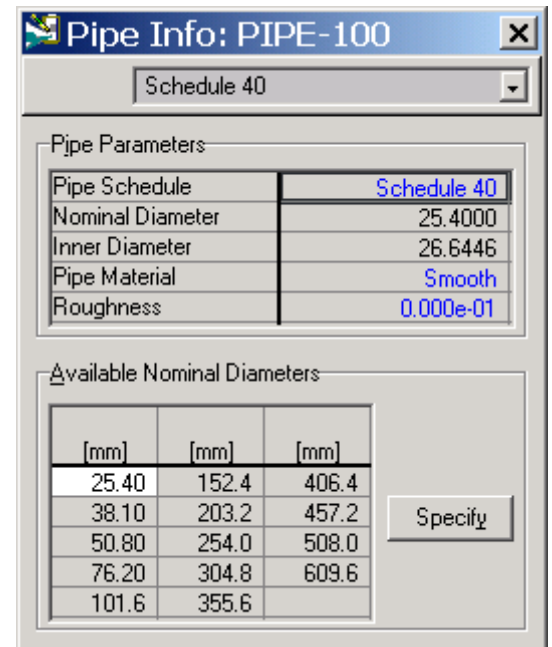 Pipe Info: PIPE-100
Schedule 40
Pipe Parameters
Pipe Schedule Schedule 40
Nominal Diameter 25.4000
Inner Diameter 26.6446
Pipe Material Smooth
Roughness 0.000e-01
Available Nominal Diameters
[mm] [mm] [mm]
25.40 152.4 406.4
38.10 203.2 457.2
50.80 254.0 508.0
76.20 304.8 609.6
101.6 355.6
Specify